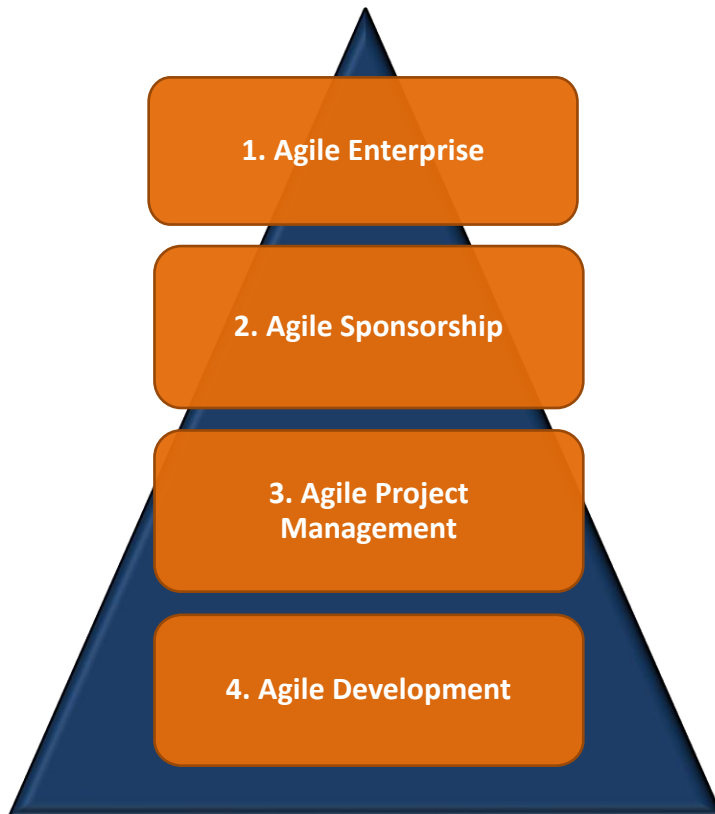 1. Agile Enterprise
2. Agile Sponsorship
3. Agile Project
Management
4. Agile Development